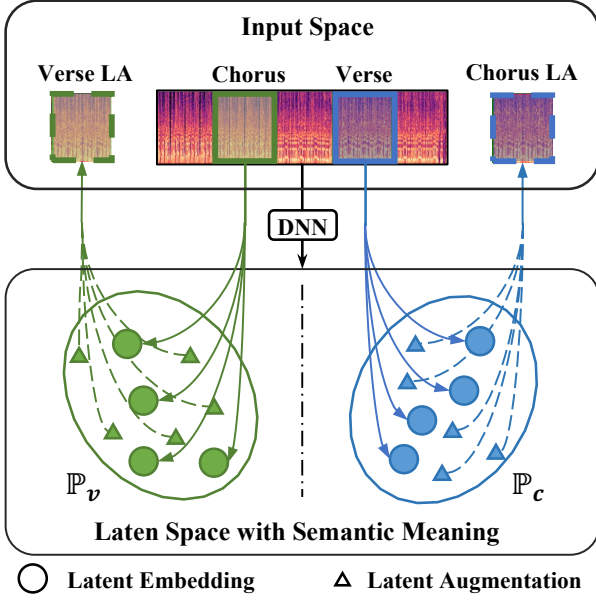 Input Space
Verse LA
Chorus
Verse
Chorus LA
DNN
ℙ𝒗
ℙ𝒄
Laten Space with Semantic Meaning
Latent Embedding
Latent Augmentation